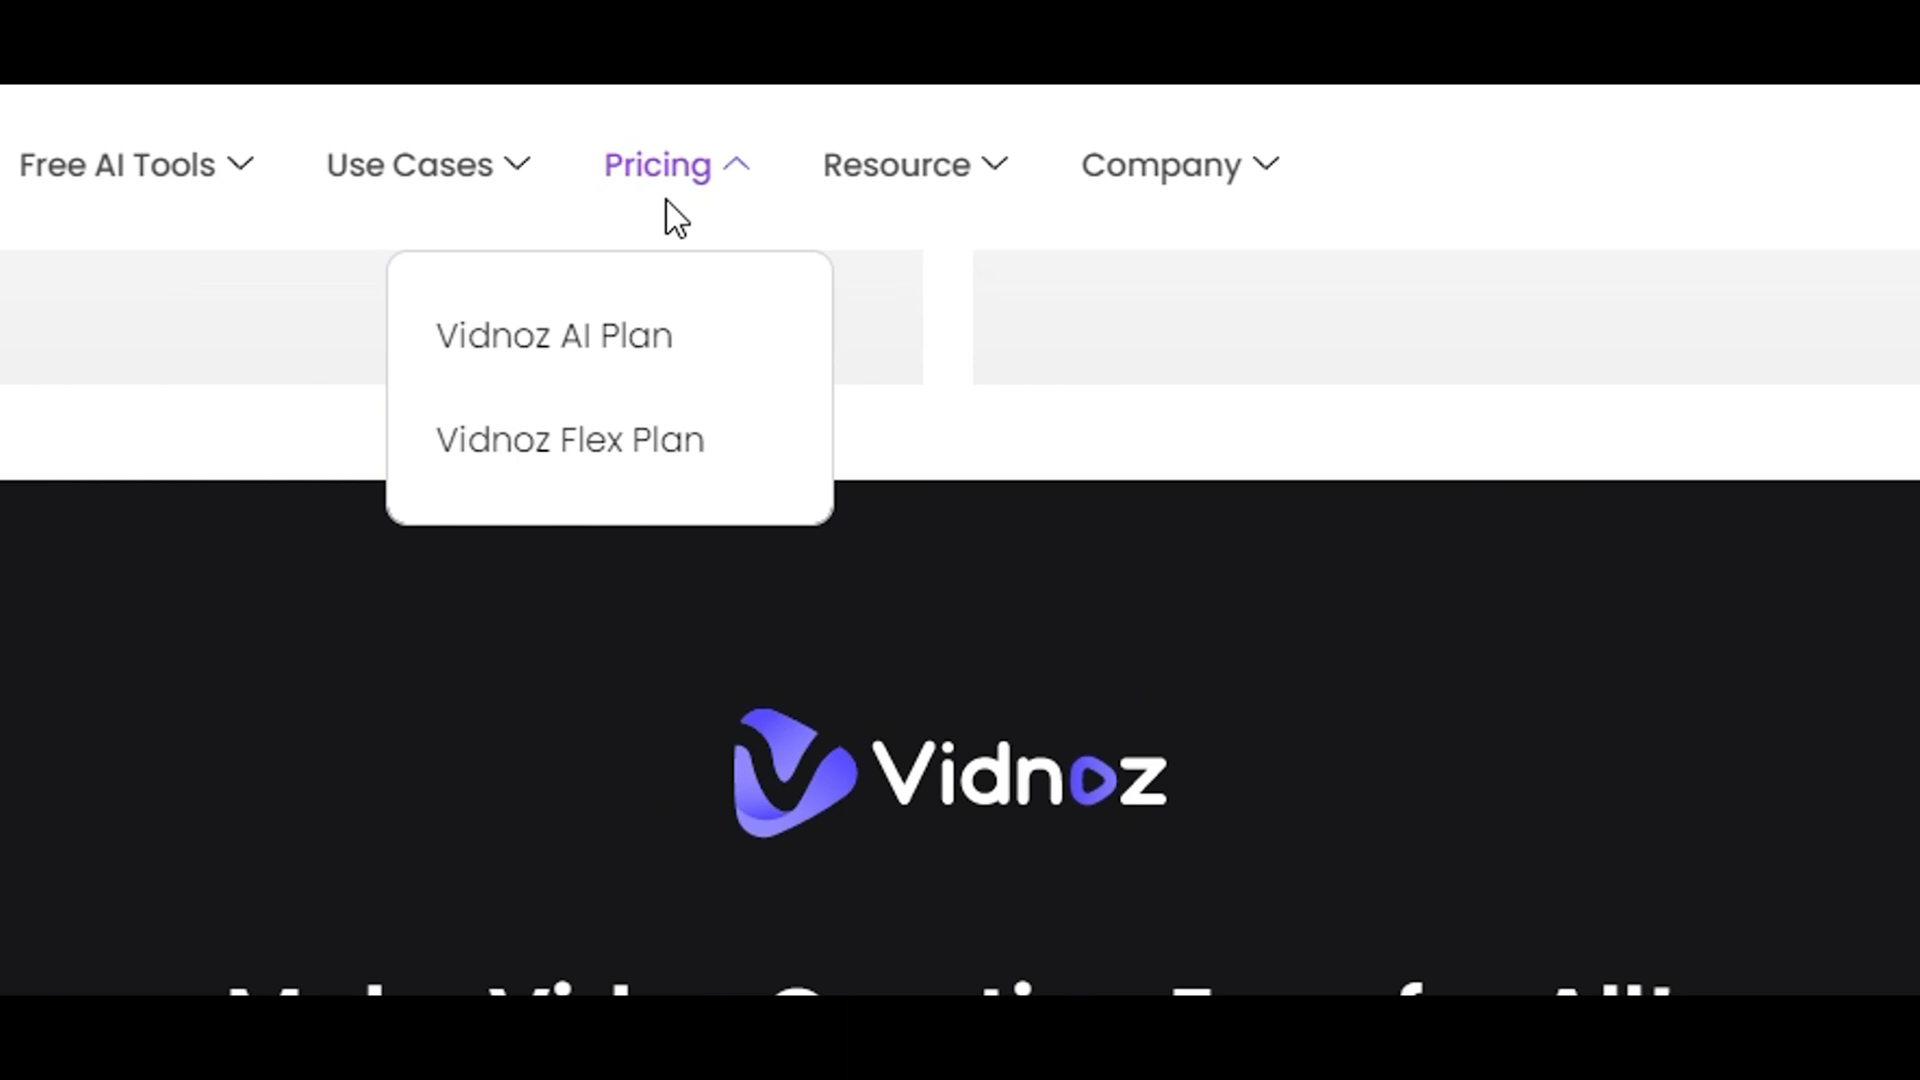 Free AI Tools Use Cases Pricing Resource Company
Vidnoz AI Plan
Vidnoz Flex Plan
Vidnoz